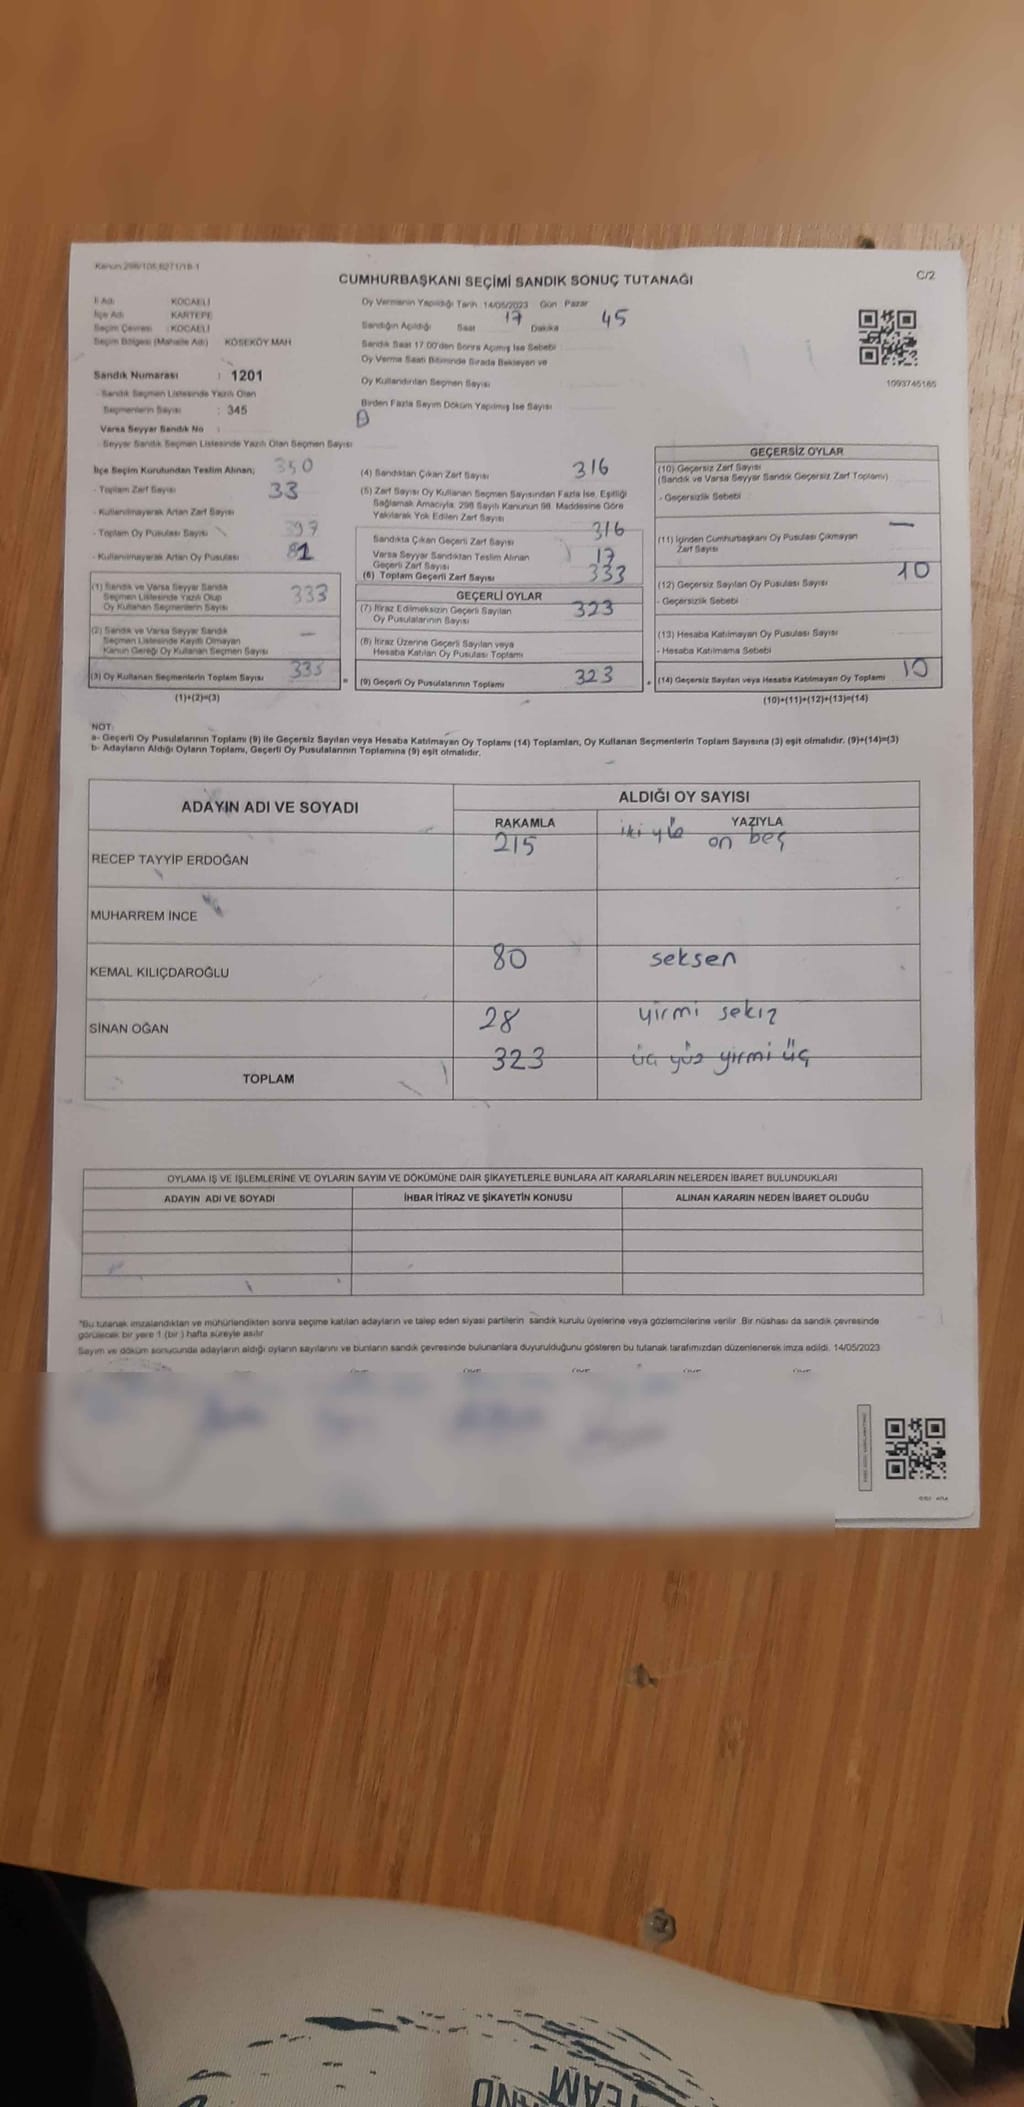 Kanun:298/105,6271/18-1
C/2
CUMHURBAŞKANI SEÇİMİ SANDIK SONUÇ TUTANAĞI
İl Adı KOCAELİ
İlçe Adı KARTEPE
Seçim Çevresi : KOCAELİ
Seçim Bölgesi (Mahalle Adı) KÖSEKÖY MAH
Sandık Numarası : 1201
- Sandık Seçmen Listesinde Yazılı Olan
Seçmenlerin Sayısı : 345
Varsa Seyyar Sandık No :
- Seyyar Sandık Seçmen Listesinde Yazılı Olan Seçmen Sayısı
Oy Vermenin Yapıldığı Tarih 14/05/2023 Gün Pazar
Sandığın Açıldığı Saat 17 Dakika 45
Sandık Saat 17.00'den Sonra Açılmış İse Sebebi
Oy Verme Saati Bitiminde Sırada Bekleyen ve
Oy Kullandırılan Seçmen Sayısı
Birden Fazla Sayım Döküm Yapılmış İse Sayısı
1093745165
İlçe Seçim Kurulundan Teslim Alınan; 350
- Toplam Zarf Sayısı 33
- Kullanılmayarak Artan Zarf Sayısı
- Toplam Oy Pusulası Sayısı
- Kullanılmayarak Artan Oy Pusulası 81
(1) Sandık ve Varsa Seyyar Sandık
Seçmen Listesinde Yazılı Olup
Oy Kullanan Seçmenlerin Sayısı 333
(2) Sandık ve Varsa Seyyar Sandık
Seçmen Listesinde Kayıtlı Olmayan
Kanun Gereği Oy Kullanan Seçmen Sayısı —
(3) Oy Kullanan Seçmenlerin Toplam Sayısı 333
(1)+(2)=(3)
(4) Sandıktan Çıkan Zarf Sayısı 316
(5) Zarf Sayısı Oy Kullanan Seçmen Sayısından Fazla İse, Eşitliği
Sağlamak Amacıyla, 298 Sayılı Kanunun 98. Maddesine Göre
Yakılarak Yok Edilen Zarf Sayısı
Sandıkta Çıkan Geçerli Zarf Sayısı 316
Varsa Seyyar Sandıktan Teslim Alınan
Geçerli Zarf Sayısı 17
(6) Toplam Geçerli Zarf Sayısı 333
GEÇERLİ OYLAR
(7) İtiraz Edilmeksizin Geçerli Sayılan
Oy Pusulalarının Sayısı 323
(8) İtiraz Üzerine Geçerli Sayılan veya
Hesaba Katılan Oy Pusulası Toplamı
= (9) Geçerli Oy Pusulalarının Toplamı 323
GEÇERSİZ OYLAR
(10) Geçersiz Zarf Sayısı
(Sandık ve Varsa Seyyar Sandık Geçersiz Zarf Toplamı)
- Geçersizlik Sebebi
(11) İçinden Cumhurbaşkanı Oy Pusulası Çıkmayan
Zarf Sayısı —
(12) Geçersiz Sayılan Oy Pusulası Sayısı 10
- Geçersizlik Sebebi
(13) Hesaba Katılmayan Oy Pusulası Sayısı
- Hesaba Katılmama Sebebi
+ (14) Geçersiz Sayılan veya Hesaba Katılmayan Oy Toplamı 10
(10)+(11)+(12)+(13)=(14)
NOT:
a- Geçerli Oy Pusulalarının Toplamı (9) ile Geçersiz Sayılan veya Hesaba Katılmayan Oy Toplamı (14) Toplamları, Oy Kullanan Seçmenlerin Toplam Sayısına (3) eşit olmalıdır. (9)+(14)=(3)
b- Adayların Aldığı Oyların Toplamı, Geçerli Oy Pusulalarının Toplamına (9) eşit olmalıdır.
ADAYIN ADI VE SOYADI ALDIĞI OY SAYISI
RAKAMLA YAZIYLA
RECEP TAYYİP ERDOĞAN 215 iki yüz on beş
MUHARREM İNCE
KEMAL KILIÇDAROĞLU 80 seksen
SİNAN OĞAN 28 yirmi sekiz
TOPLAM 323 üç yüz yirmi üç
OYLAMA İŞ VE İŞLEMLERİNE VE OYLARIN SAYIM VE DÖKÜMÜNE DAİR ŞİKAYETLERLE BUNLARA AİT KARARLARIN NELERDEN İBARET BULUNDUKLARI
ADAYIN ADI VE SOYADI İHBAR İTİRAZ VE ŞİKAYETİN KONUSU ALINAN KARARIN NEDEN İBARET OLDUĞU
*Bu tutanak imzalandıktan ve mühürlendikten sonra seçime katılan adayların ve talep eden siyasi partilerin sandık kurulu üyelerine veya gözlemcilerine verilir. Bir nüshası da sandık çevresinde
görülecek bir yere 1 (bir ) hafta süreyle asılır
Sayım ve döküm sonucunda adayların aldığı oyların sayılarını ve bunların sandık çevresinde bulunanlara duyurulduğunu gösteren bu tutanak tarafımızdan düzenlenerek imza edildi. 14/05/2023
TEAM